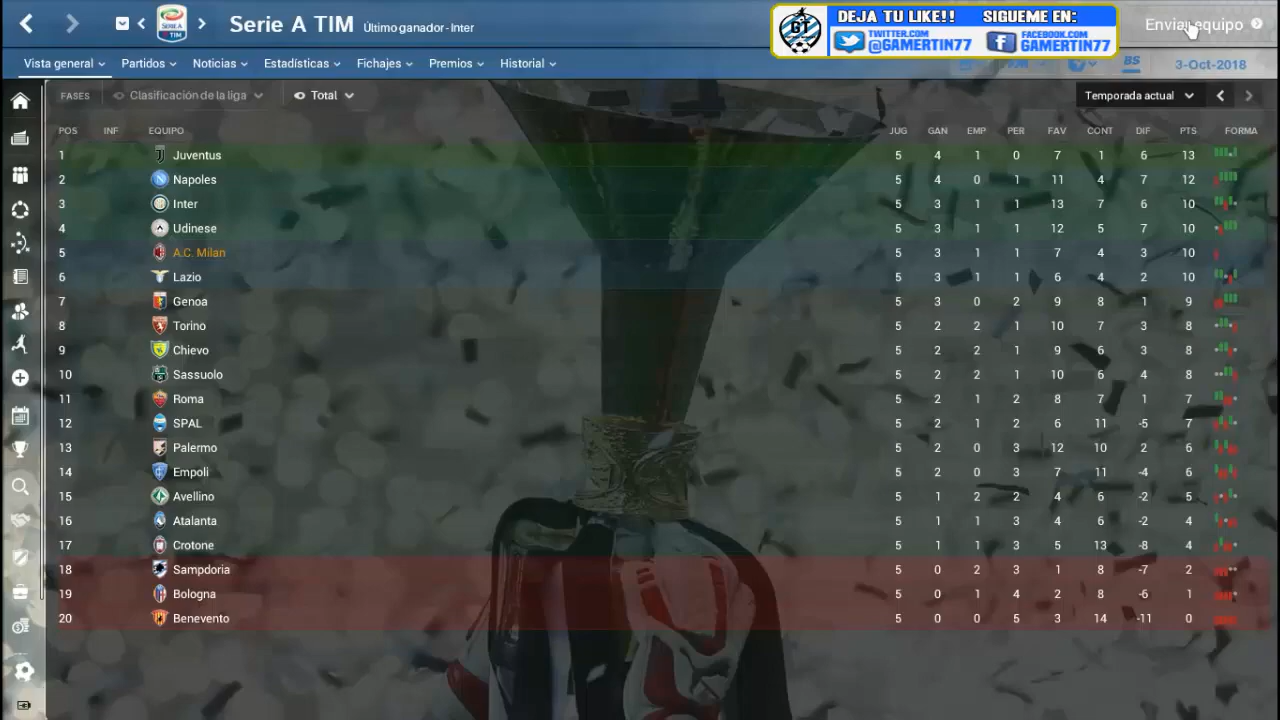 Serie A TIM Último ganador - Inter
DEJA TU LIKE!! SIGUEME EN:
TWITTER.COM @GAMERTIN77 FACEBOOK.COM GAMERTIN77
GT
Enviar equipo
Vista general Partidos Noticias Estadísticas Fichajes Premios Historial BS 3-Oct-2018
FASES Clasificación de la liga Total Temporada actual
POS INF EQUIPO JUG GAN EMP PER FAV CONT DIF PTS FORMA
1 Juventus 5 4 1 0 7 1 6 13
2 Napoles 5 4 0 1 11 4 7 12
3 Inter 5 3 1 1 13 7 6 10
4 Udinese 5 3 1 1 12 5 7 10
5 A.C. Milan 5 3 1 1 7 4 3 10
6 Lazio 5 3 1 1 6 4 2 10
7 Genoa 5 3 0 2 9 8 1 9
8 Torino 5 2 2 1 10 7 3 8
9 Chievo 5 2 2 1 9 6 3 8
10 Sassuolo 5 2 2 1 10 6 4 8
11 Roma 5 2 1 2 8 7 1 7
12 SPAL 5 2 1 2 6 11 -5 7
13 Palermo 5 2 0 3 12 10 2 6
14 Empoli 5 2 0 3 7 11 -4 6
15 Avellino 5 1 2 2 4 6 -2 5
16 Atalanta 5 1 1 3 4 6 -2 4
17 Crotone 5 1 1 3 5 13 -8 4
18 Sampdoria 5 0 2 3 1 8 -7 2
19 Bologna 5 0 1 4 2 8 -6 1
20 Benevento 5 0 0 5 3 14 -11 0